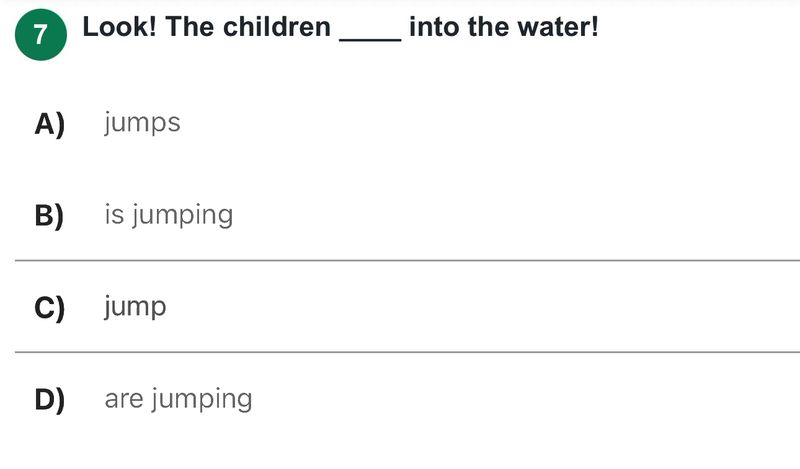 7 Look! The children ____ into the water!
A) jumps
B) is jumping
C) jump
D) are jumping